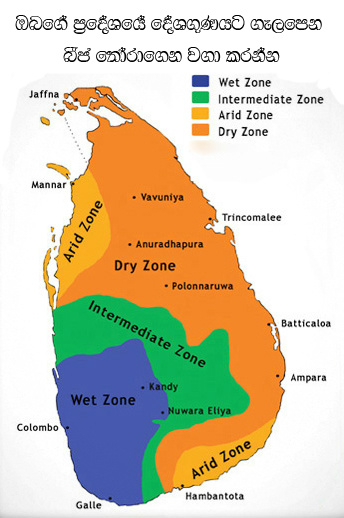 ඔබගේ ප්‍රදේශයේ දේශගුණයට ගැලපෙන
බීජ තෝරාගෙන වගා කරන්න
Wet Zone
Intermediate Zone
Arid Zone
Dry Zone
Jaffna
Mannar
Vavuniya
Trincomalee
Arid Zone
Anuradhapura
Dry Zone
Polonnaruwa
Intermediate Zone
Batticaloa
Kandy
Ampara
Wet Zone
Nuwara Eliya
Colombo
Arid Zone
Hambantota
Galle